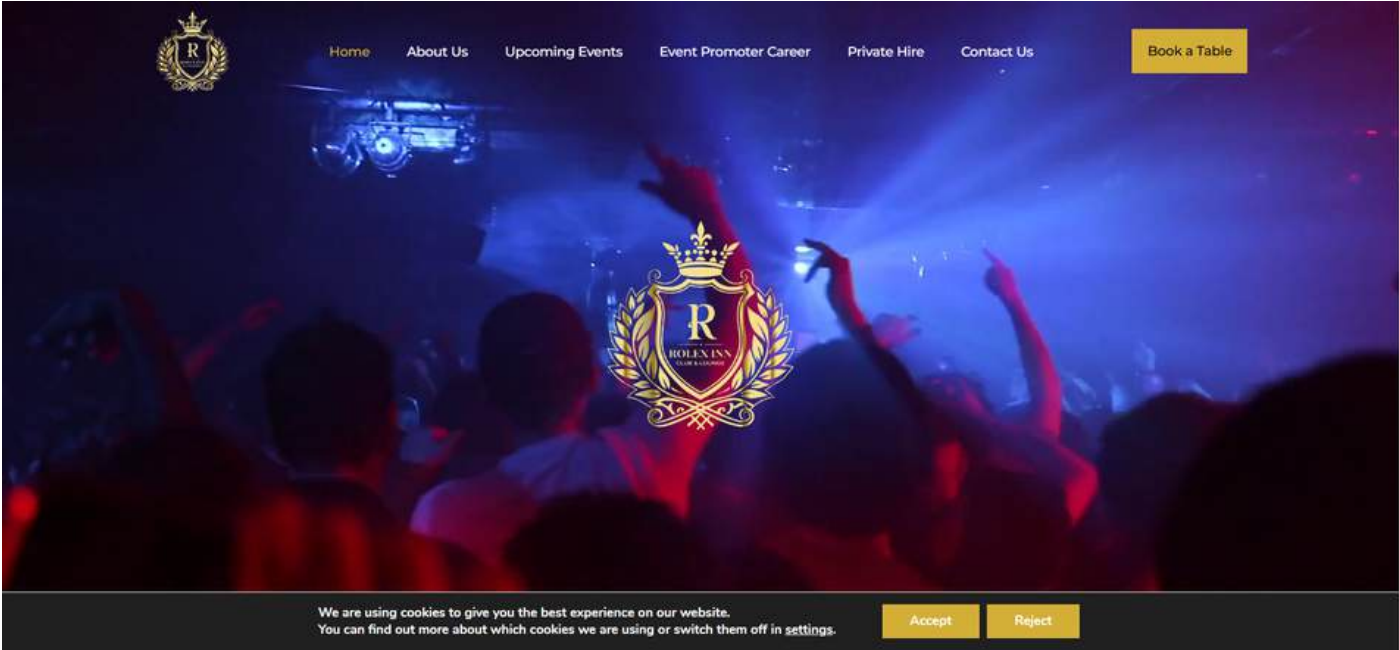 R
Home
About Us
Upcoming Events
Event Promoter Career
Private Hire
Contact Us
Book a Table
R
ROLEX INN
CLUB & LOUNGE
We are using cookies to give you the best experience on our website.
You can find out more about which cookies we are using or switch them off in settings.
Accept
Reject